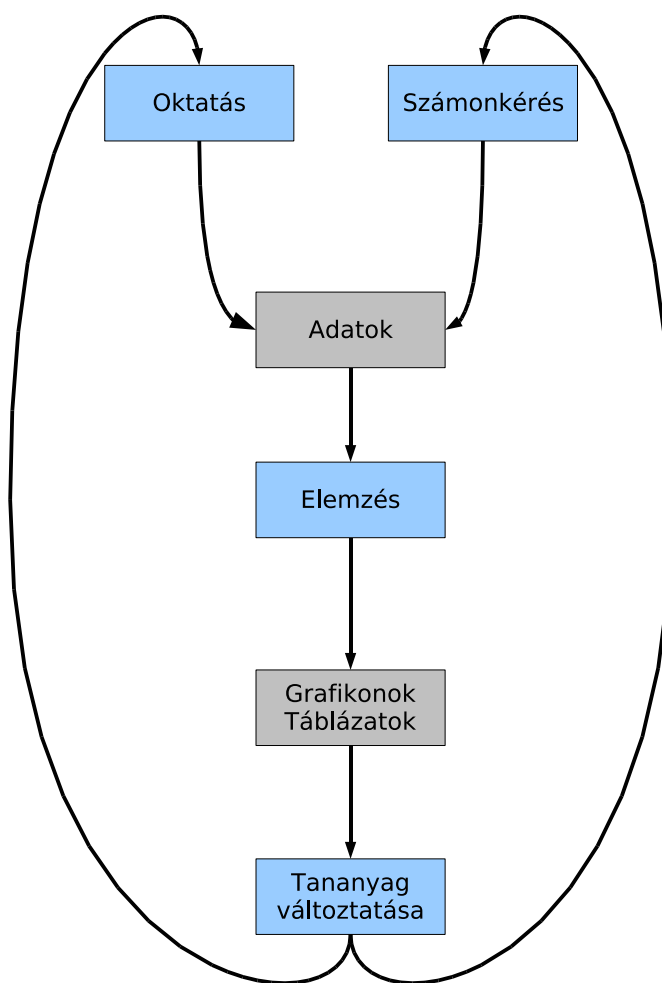 Oktatás
Számonkérés
Adatok
Elemzés
Grafikonok
Táblázatok
Tananyag
változtatása